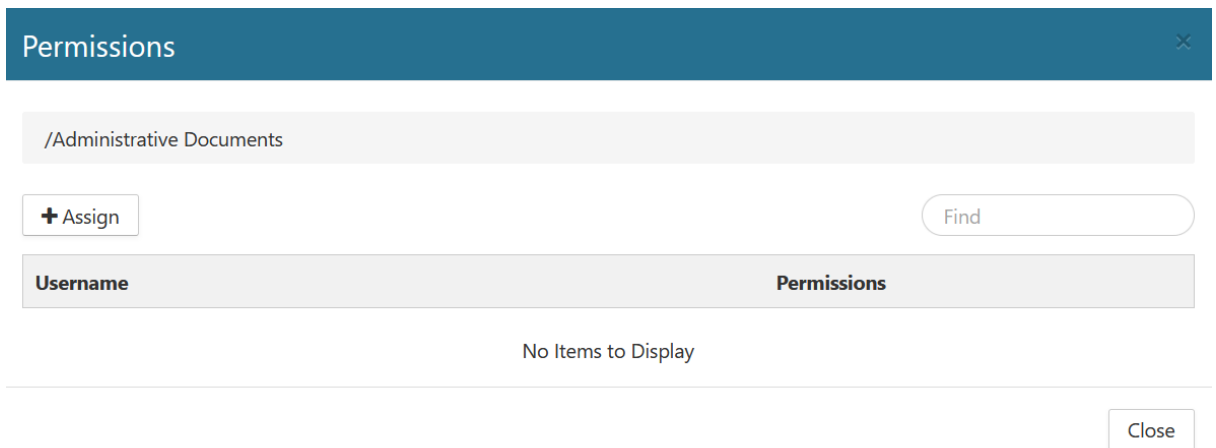 Permissions
×
/Administrative Documents
+ Assign
Find
Username Permissions
No Items to Display
Close